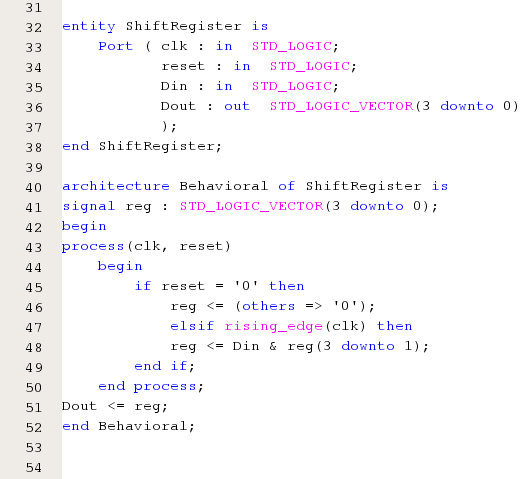 31
32 entity ShiftRegister is
33     Port ( clk : in  STD_LOGIC;
34            reset : in  STD_LOGIC;
35            Din : in  STD_LOGIC;
36            Dout : out  STD_LOGIC_VECTOR(3 downto 0)
37            );
38 end ShiftRegister;
39
40 architecture Behavioral of ShiftRegister is
41 signal reg : STD_LOGIC_VECTOR(3 downto 0);
42 begin
43 process(clk, reset)
44     begin
45         if reset = '0' then
46             reg <= (others => '0');
47             elsif rising_edge(clk) then
48             reg <= Din & reg(3 downto 1);
49         end if;
50     end process;
51 Dout <= reg;
52 end Behavioral;
53
54